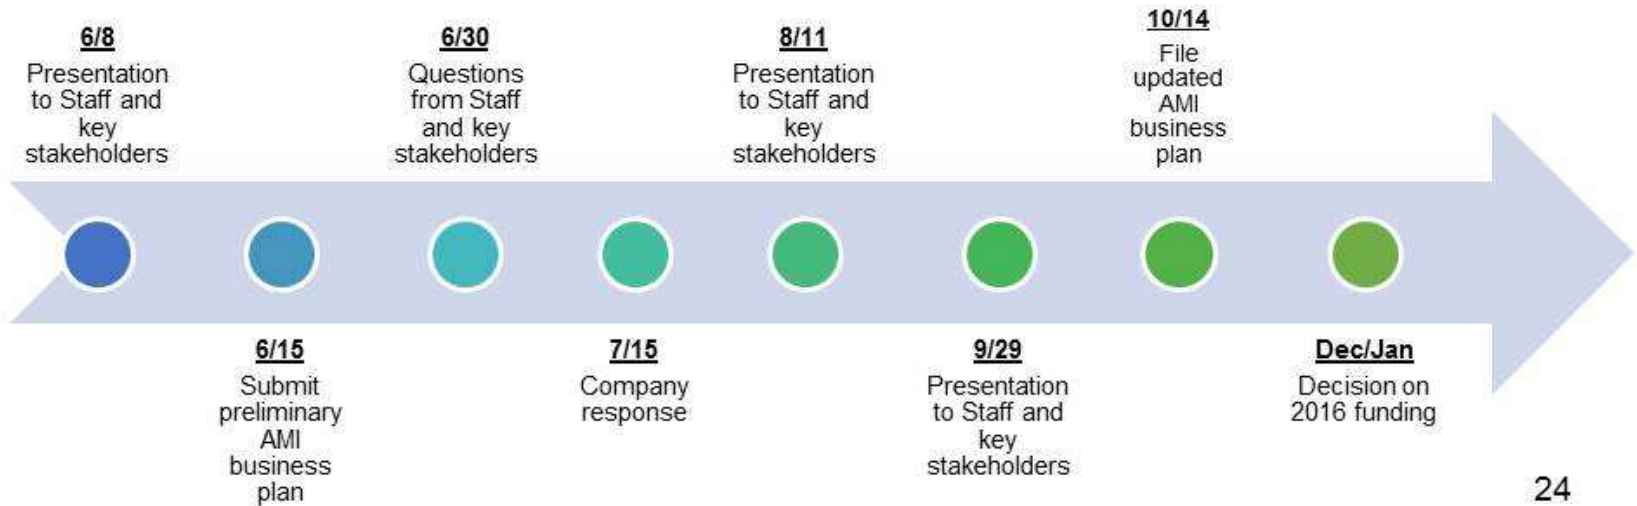 6/8
Presentation
to Staff and
key
stakeholders
6/15
Submit
preliminary
AMI
business
plan
6/30
Questions
from Staff
and key
stakeholders
7/15
Company
response
8/11
Presentation
to Staff and
key
stakeholders
9/29
Presentation
to Staff and
key
stakeholders
10/14
File
updated
AMI
business
plan
Dec/Jan
Decision on
2016 funding
24